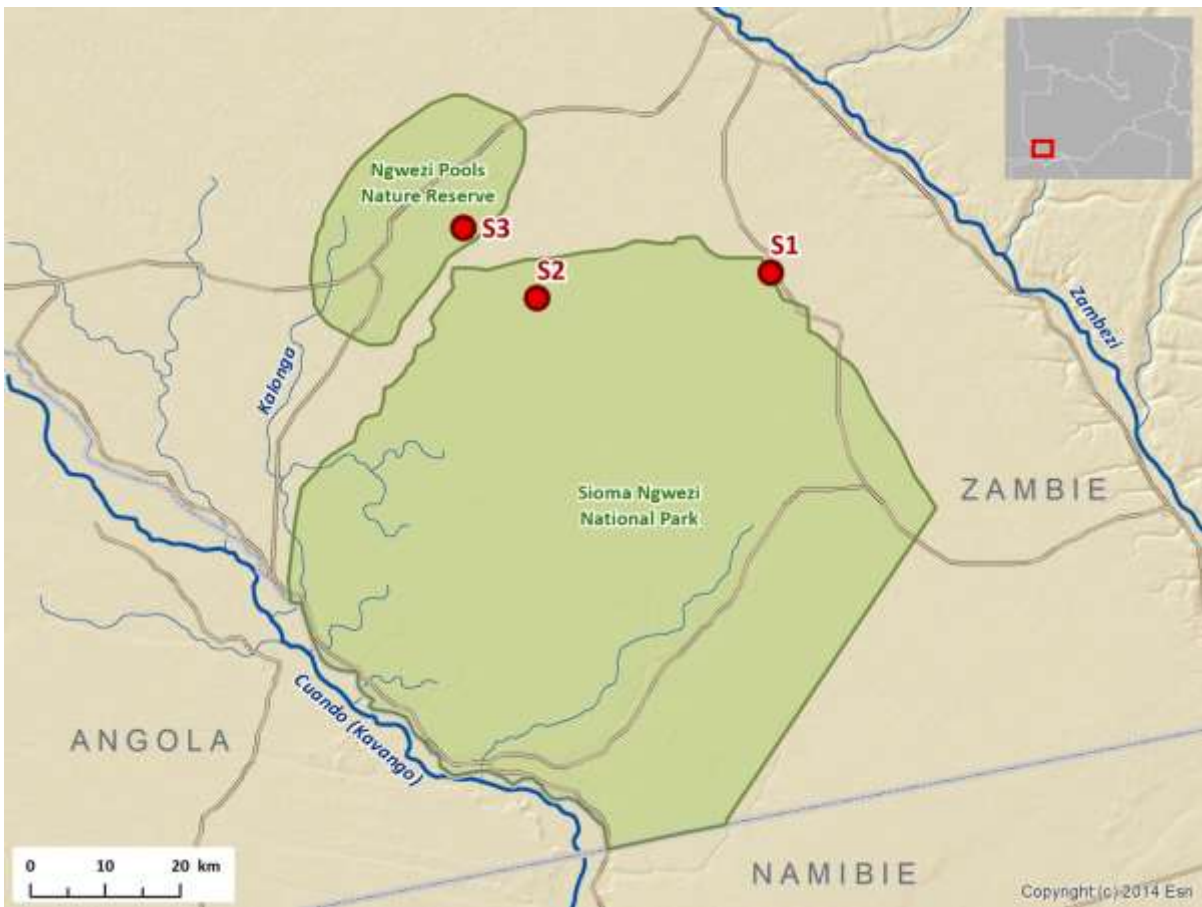 Ngwezi Pools
Nature Reserve
S3
S1
S2
Zambezi
Kalonga
Sioma Ngwezi
National Park
ZAMBIE
Cuando (Kavango)
ANGOLA
0 10 20 km
NAMIBIE
Copyright (c) 2014 Esri